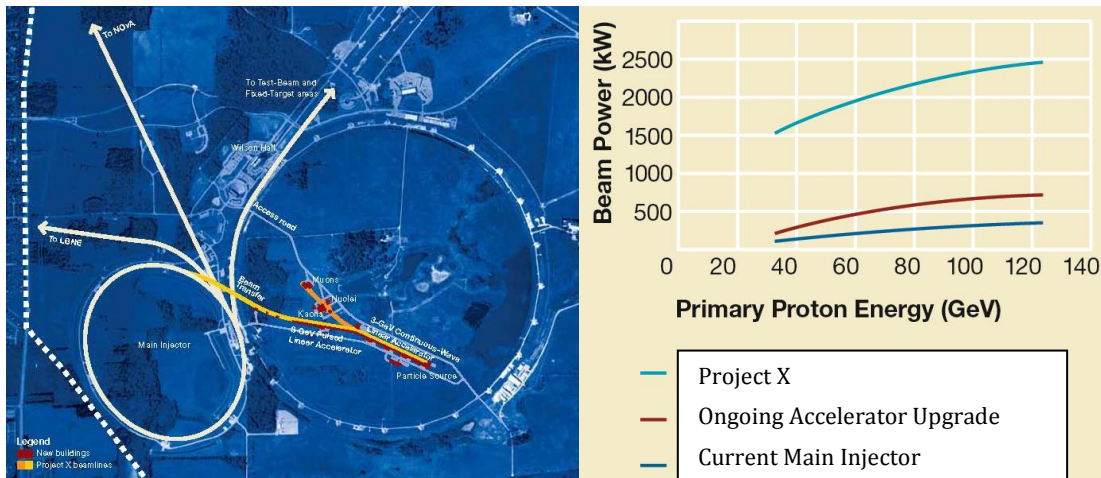 To NOvA
To Test-Beam and
Fixed-Target areas
Wilson Hall
Access road
To LBNE
Beam
Transfer
Muons
Nuclei
Kaons
3-GeV Continuous-Wave
Linear Accelerator
8-GeV Pulsed
Linear Accelerator
Particle Source
Main Injector
Legend
New buildings
Project X beamlines
Beam Power (kW)
2500
2000
1500
1000
500
0 20 40 60 80 100 120 140
Primary Proton Energy (GeV)
Project X
Ongoing Accelerator Upgrade
Current Main Injector